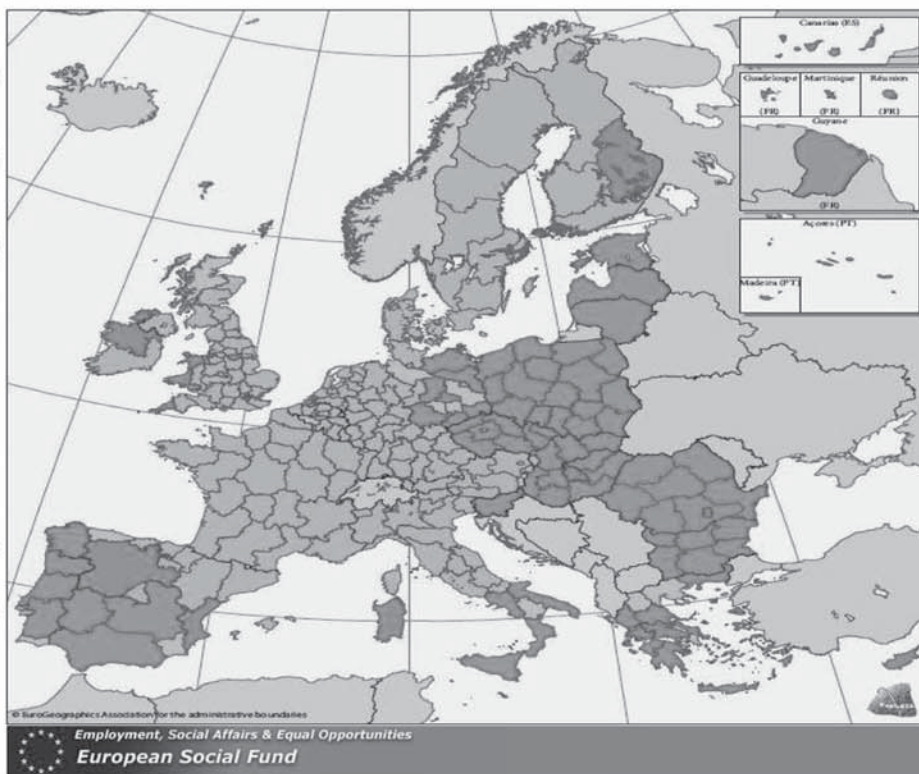 Canarias (ES)
Guadeloupe
Martinique
Réunion
(FR)
(FR)
(FR)
Guyane
(FR)
Açores (PT)
Madeira (PT)
© EuroGeographics Association for the administrative boundaries
Employment, Social Affairs & Equal Opportunities
European Social Fund